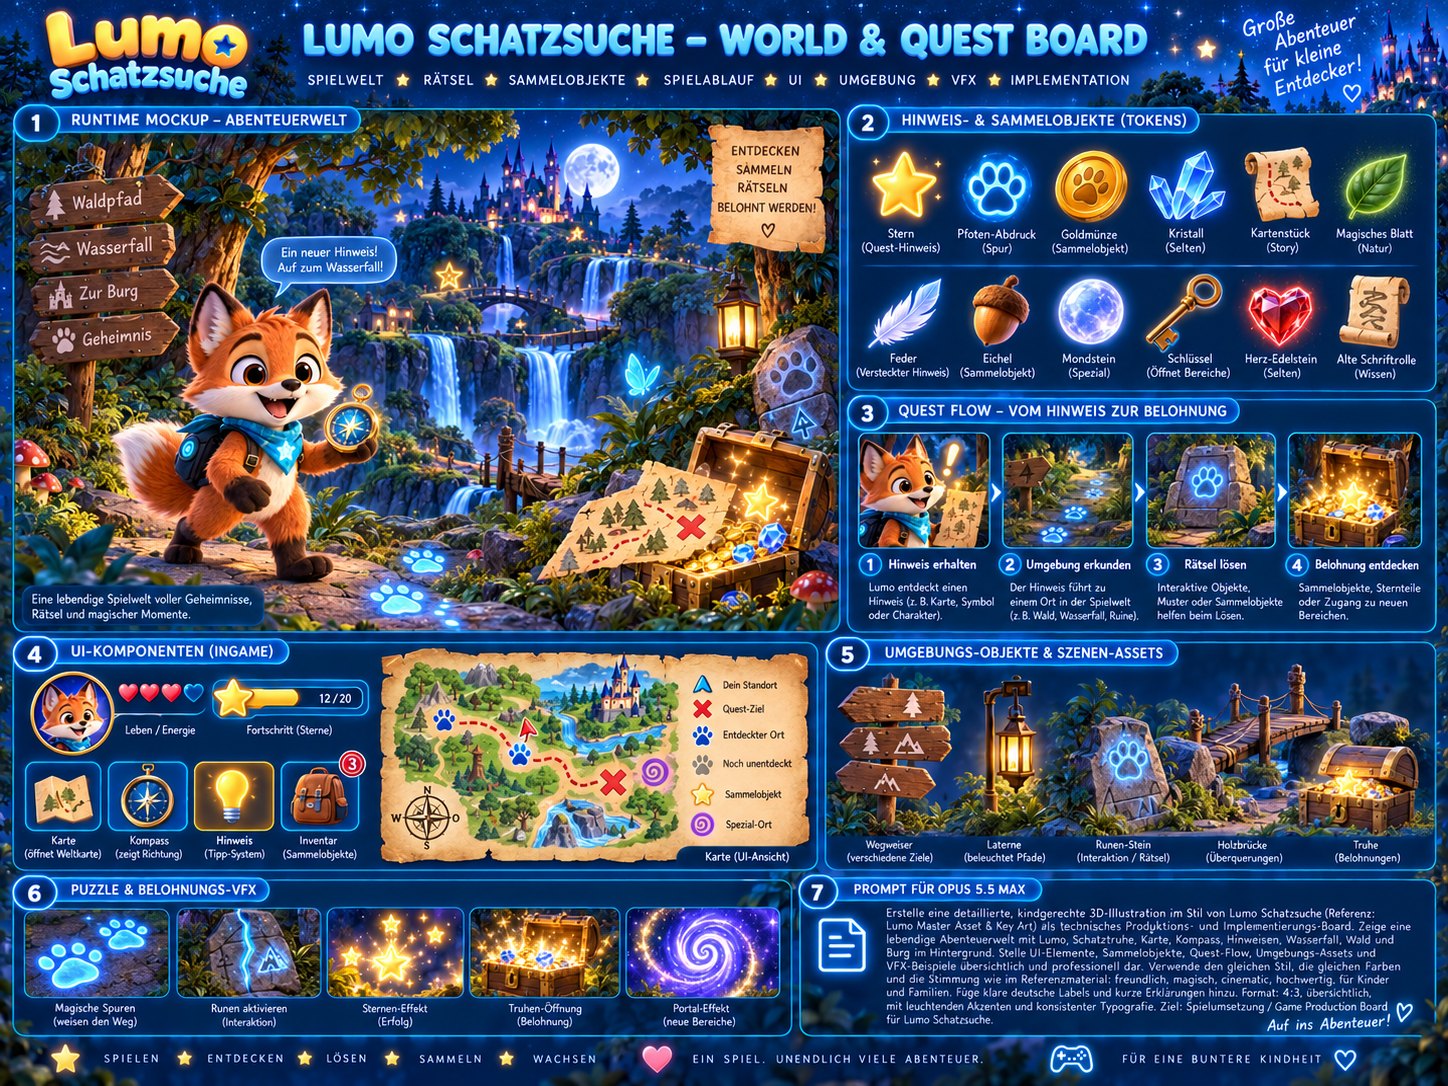 Lumo
Schatzsuche
LUMO SCHATZSUCHE – WORLD & QUEST BOARD
SPIELWELT RÄTSEL SAMMELOBJEKTE SPIELABLAUF UI UMGEBUNG VFX IMPLEMENTATION
Große
Abenteuer
für kleine
Entdecker!
1 RUNTIME MOCKUP – ABENTEUERWELT
Waldpfad
Wasserfall
Zur Burg
Geheimnis
Ein neuer Hinweis!
Auf zum Wasserfall!
ENTDECKEN
SAMMELN
RÄTSELN
BELOHNT WERDEN!
Eine lebendige Spielwelt voller Geheimnisse,
Rätsel und magischer Momente.
2 HINWEIS- & SAMMELOBJEKTE (TOKENS)
Stern
(Quest-Hinweis)
Pfoten-Abdruck
(Spur)
Goldmünze
(Sammelobjekt)
Kristall
(Selten)
Kartenstück
(Story)
Magisches Blatt
(Natur)
Feder
(Versteckter Hinweis)
Eichel
(Sammelobjekt)
Mondstein
(Spezial)
Schlüssel
(Öffnet Bereiche)
Herz-Edelstein
(Selten)
Alte Schriftrolle
(Wissen)
3 QUEST FLOW – VOM HINWEIS ZUR BELOHNUNG
1 Hinweis erhalten
Lumo entdeckt einen
Hinweis (z. B. Karte, Symbol
oder Charakter).
2 Umgebung erkunden
Der Hinweis führt zu
einem Ort in der Spielwelt
(z. B. Wald, Wasserfall, Ruine).
3 Rätsel lösen
Interaktive Objekte,
Muster oder Sammelobjekte
helfen beim Lösen.
4 Belohnung entdecken
Sammelobjekte, Sternteile
oder Zugang zu neuen
Bereichen.
4 UI-KOMPONENTEN (INGAME)
Leben / Energie
12 / 20
Fortschritt (Sterne)
Karte
(öffnet Weltkarte)
Kompass
(zeigt Richtung)
Hinweis
(Tipp-System)
3
Inventar
(Sammelobjekte)
N
W O
S
Dein Standort
Quest-Ziel
Entdeckter Ort
Noch unentdeckt
Sammelobjekt
Spezial-Ort
Karte (UI-Ansicht)
5 UMGEBUNGS-OBJEKTE & SZENEN-ASSETS
Wegweiser
(verschiedene Ziele)
Laterne
(beleuchtet Pfade)
Runen-Stein
(Interaktion / Rätsel)
Holzbrücke
(Überquerungen)
Truhe
(Belohnungen)
6 PUZZLE & BELOHNUNGS-VFX
Magische Spuren
(weisen den Weg)
Runen aktivieren
(Interaktion)
Sternen-Effekt
(Erfolg)
Truhen-Öffnung
(Belohnung)
Portal-Effekt
(neue Bereiche)
7 PROMPT FÜR OPUS 5.5 MAX
Erstelle eine detaillierte, kindgerechte 3D-Illustration im Stil von Lumo Schatzsuche (Referenz:
Lumo Master Asset & Key Art) als technisches Produktions- und Implementierungs-Board. Zeige eine
lebendige Abenteuerwelt mit Lumo, Schatztruhe, Karte, Kompass, Hinweisen, Wasserfall, Wald und
Burg im Hintergrund. Stelle UI-Elemente, Sammelobjekte, Quest-Flow, Umgebungs-Assets und
VFX-Beispiele übersichtlich und professionell dar. Verwende den gleichen Stil, die gleichen Farben
und die Stimmung wie im Referenzmaterial: freundlich, magisch, cinematic, hochwertig, für Kinder
und Familien. Füge klare deutsche Labels und kurze Erklärungen hinzu. Format: 4:3, übersichtlich,
mit leuchtenden Akzenten und konsistenter Typografie. Ziel: Spielumsetzung / Game Production Board
für Lumo Schatzsuche.
Auf ins Abenteuer!
SPIELEN ENTDECKEN LÖSEN SAMMELN WACHSEN
EIN SPIEL. UNENDLICH VIELE ABENTEUER.
FÜR EINE BUNTERE KINDHEIT